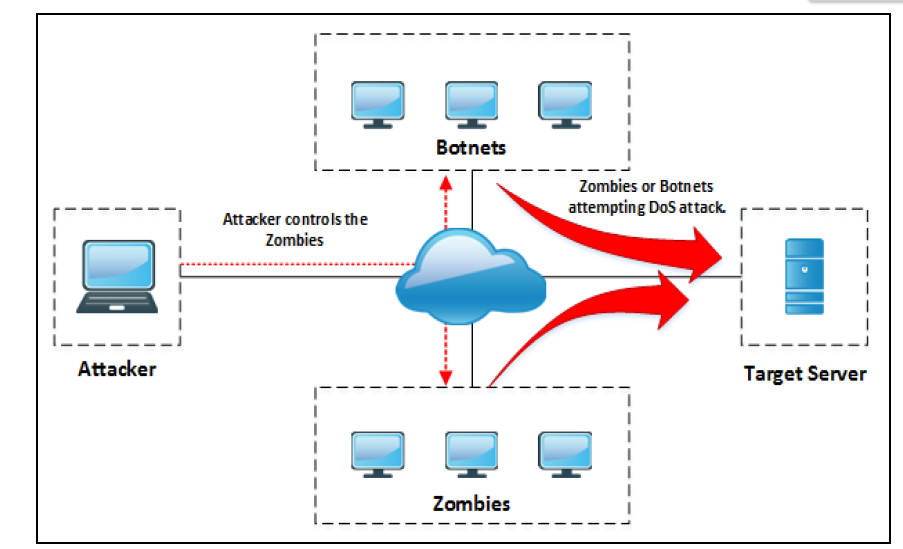 Botnets
Zombies or Botnets
attempting DoS attack.
Attacker controls the
Zombies
Attacker
Target Server
Zombies